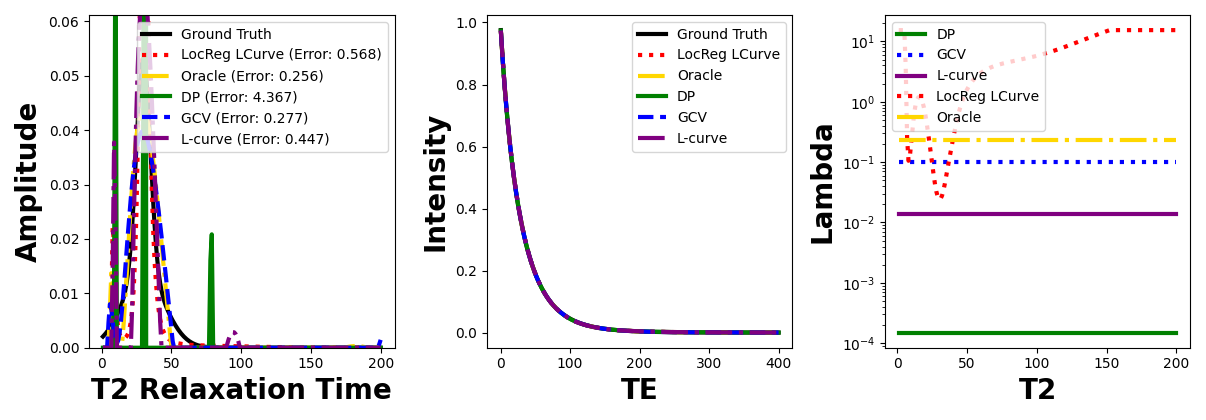 0.06
0.05
0.04
0.03
0.02
0.01
0.00
0
50
100
150
200
Amplitude
T2 Relaxation Time
Ground Truth
LocReg LCurve (Error: 0.568)
Oracle (Error: 0.256)
DP (Error: 4.367)
GCV (Error: 0.277)
L-curve (Error: 0.447)
1.0
0.8
0.6
0.4
0.2
0.0
0
100
200
300
400
Intensity
TE
Ground Truth
LocReg LCurve
Oracle
DP
GCV
L-curve
10¹
10⁰
10⁻¹
10⁻²
10⁻³
10⁻⁴
0
50
100
150
200
Lambda
T2
DP
GCV
L-curve
LocReg LCurve
Oracle